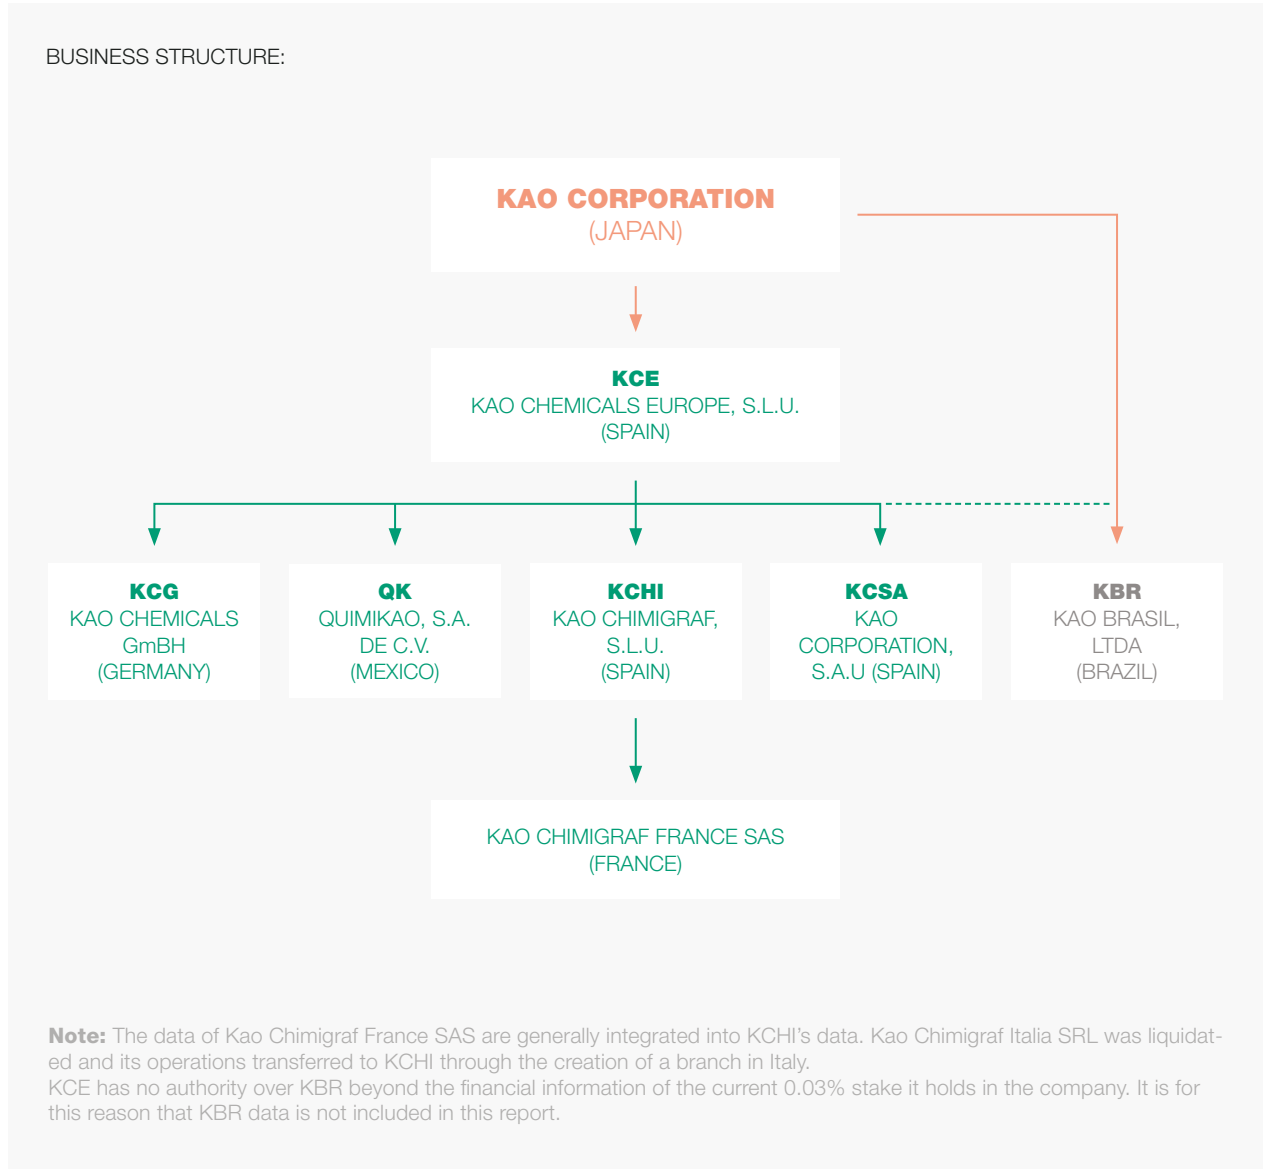 BUSINESS STRUCTURE:
KAO CORPORATION
(JAPAN)
KCE
KAO CHEMICALS EUROPE, S.L.U.
(SPAIN)
KCG
KAO CHEMICALS
GmBH
(GERMANY)
QK
QUIMIKAO, S.A.
DE C.V.
(MEXICO)
KCHI
KAO CHIMIGRAF,
S.L.U.
(SPAIN)
KCSA
KAO
CORPORATION,
S.A.U (SPAIN)
KBR
KAO BRASIL,
LTDA
(BRAZIL)
KAO CHIMIGRAF FRANCE SAS
(FRANCE)
Note: The data of Kao Chimigraf France SAS are generally integrated into KCHI’s data. Kao Chimigraf Italia SRL was liquidat-
ed and its operations transferred to KCHI through the creation of a branch in Italy.
KCE has no authority over KBR beyond the financial information of the current 0.03% stake it holds in the company. It is for
this reason that KBR data is not included in this report.